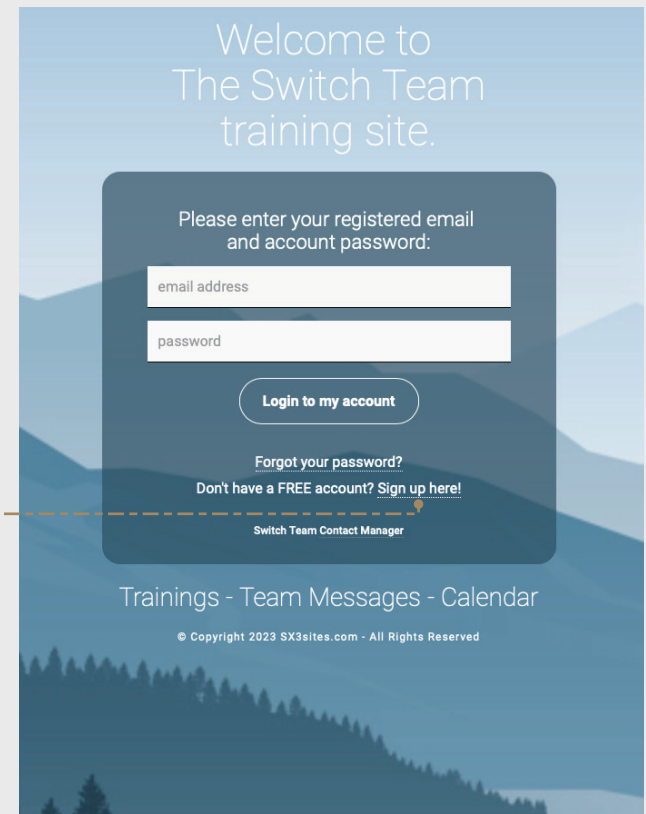 Welcome to
The Switch Team
training site.
Please enter your registered email
and account password:
email address
password
Login to my account
Forgot your password?
Don't have a FREE account? Sign up here!
Switch Team Contact Manager
Trainings - Team Messages - Calendar
© Copyright 2023 SX3sites.com - All Rights Reserved